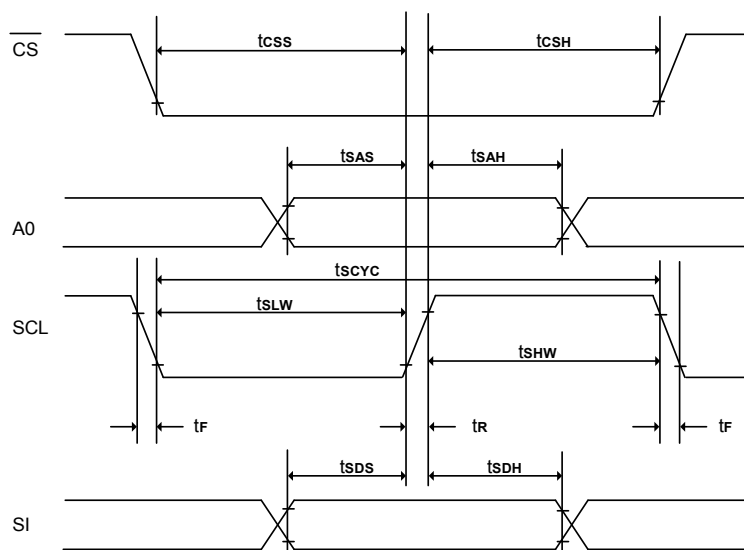 CS
tCSS
tCSH
tSAS
tSAH
A0
tSCYC
tSLW
SCL
tSHW
tF
tR
tF
tSDS
tSDH
SI